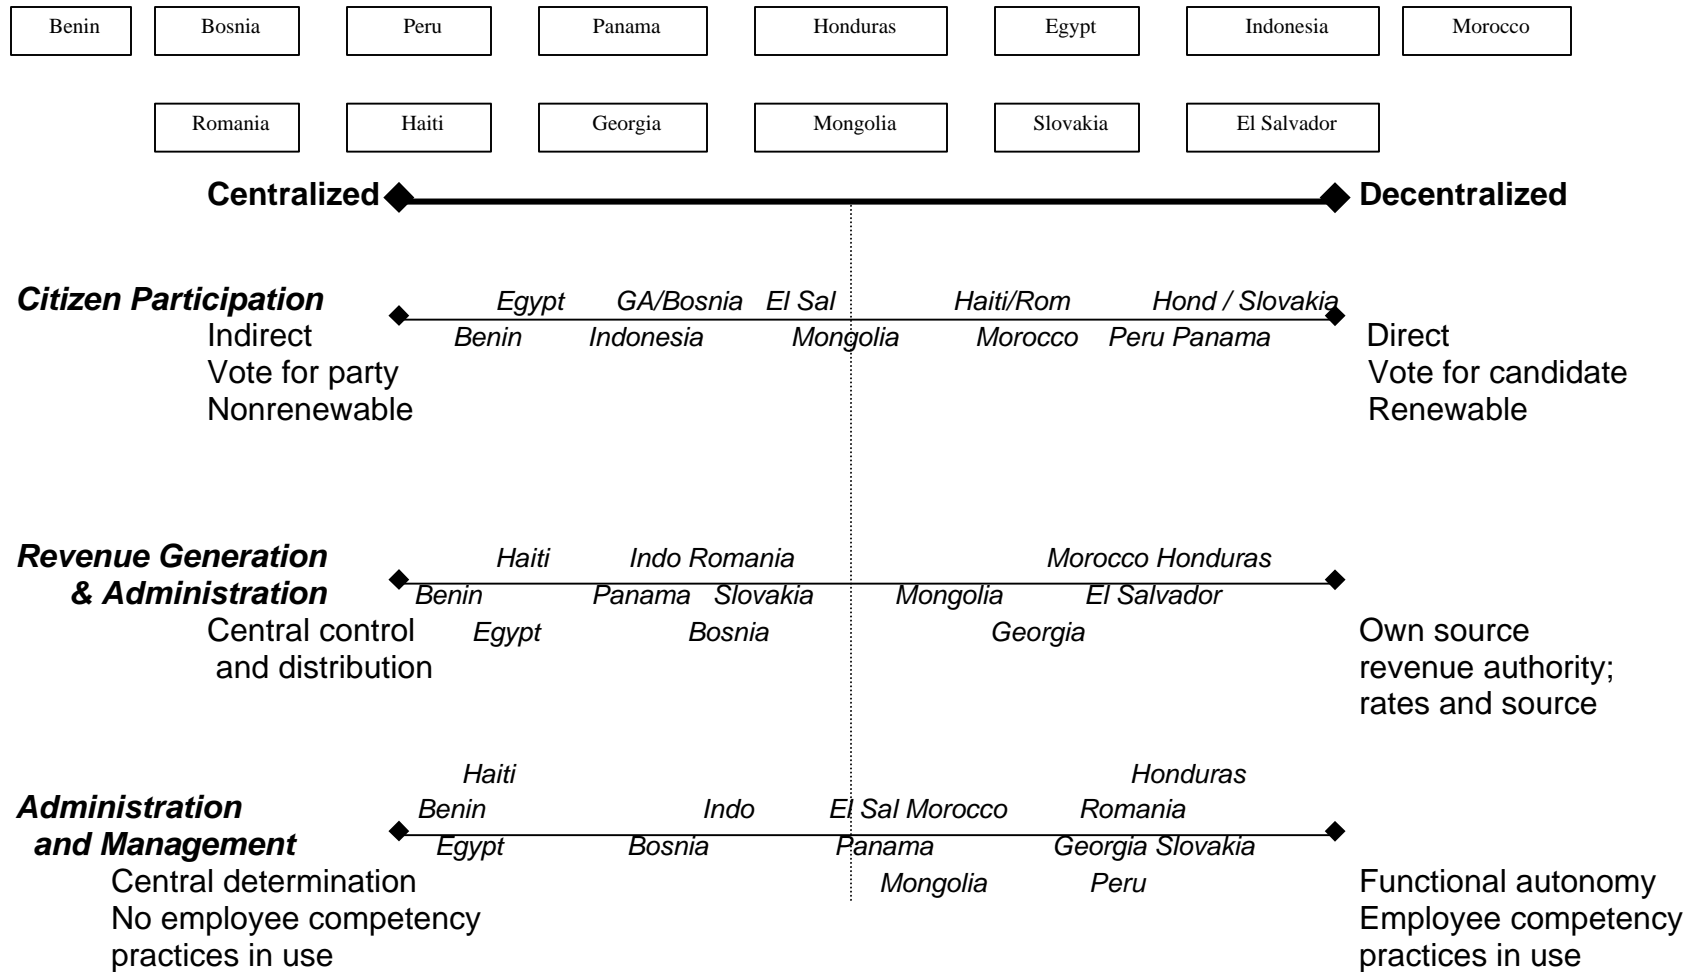 Benin Bosnia Peru Panama Honduras Egypt Indonesia Morocco
Romania Haiti Georgia Mongolia Slovakia El Salvador
Centralized Decentralized
Citizen Participation Egypt GA/Bosnia El Sal Haiti/Rom Hond / Slovakia
Indirect Benin Indonesia Mongolia Morocco Peru Panama Direct
Vote for party Vote for candidate
Nonrenewable Renewable
Revenue Generation Haiti Indo Romania Morocco Honduras
& Administration Benin Panama Slovakia Mongolia El Salvador
Central control Egypt Bosnia Georgia Own source
and distribution revenue authority;
rates and source
Haiti Honduras
Administration Benin Indo El Sal Morocco Romania
and Management Egypt Bosnia Panama Georgia Slovakia
Central determination Mongolia Peru Functional autonomy
No employee competency Employee competency
practices in use practices in use